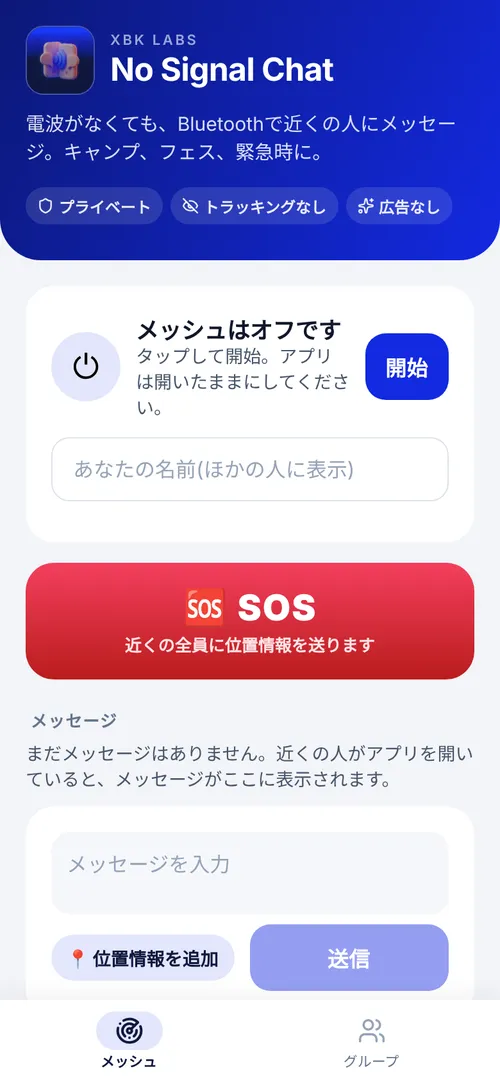 XBK LABS
No Signal Chat
電波がなくても、Bluetoothで近くの人にメッセー
ジ。キャンプ、フェス、緊急時に。
プライベート
トラッキングなし
広告なし
メッシュはオフです
タップして開始。アプリ
は開いたままにしてくださ
い。
開始
あなたの名前(ほかの人に表示)
🆘 SOS
近くの全員に位置情報を送ります
メッセージ
まだメッセージはありません。近くの人がアプリを開い
ていると、メッセージがここに表示されます。
メッセージを入力
📍 位置情報を追加
送信
メッシュ
グループ